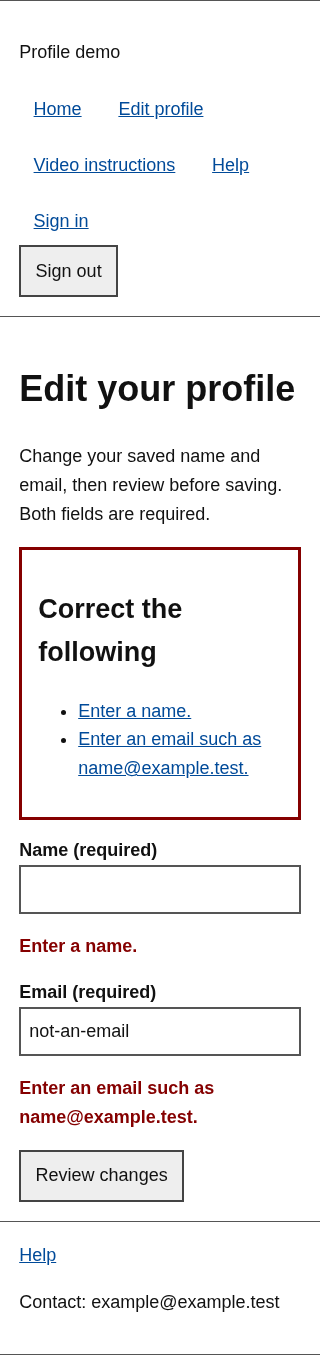 Profile demo
Home Edit profile
Video instructions Help
Sign in
Sign out
Edit your profile
Change your saved name and
email, then review before saving.
Both fields are required.
Correct the
following
• Enter a name.
• Enter an email such as
name@example.test.
Name (required)
Enter a name.
Email (required)
not-an-email
Enter an email such as
name@example.test.
Review changes
Help
Contact: example@example.test